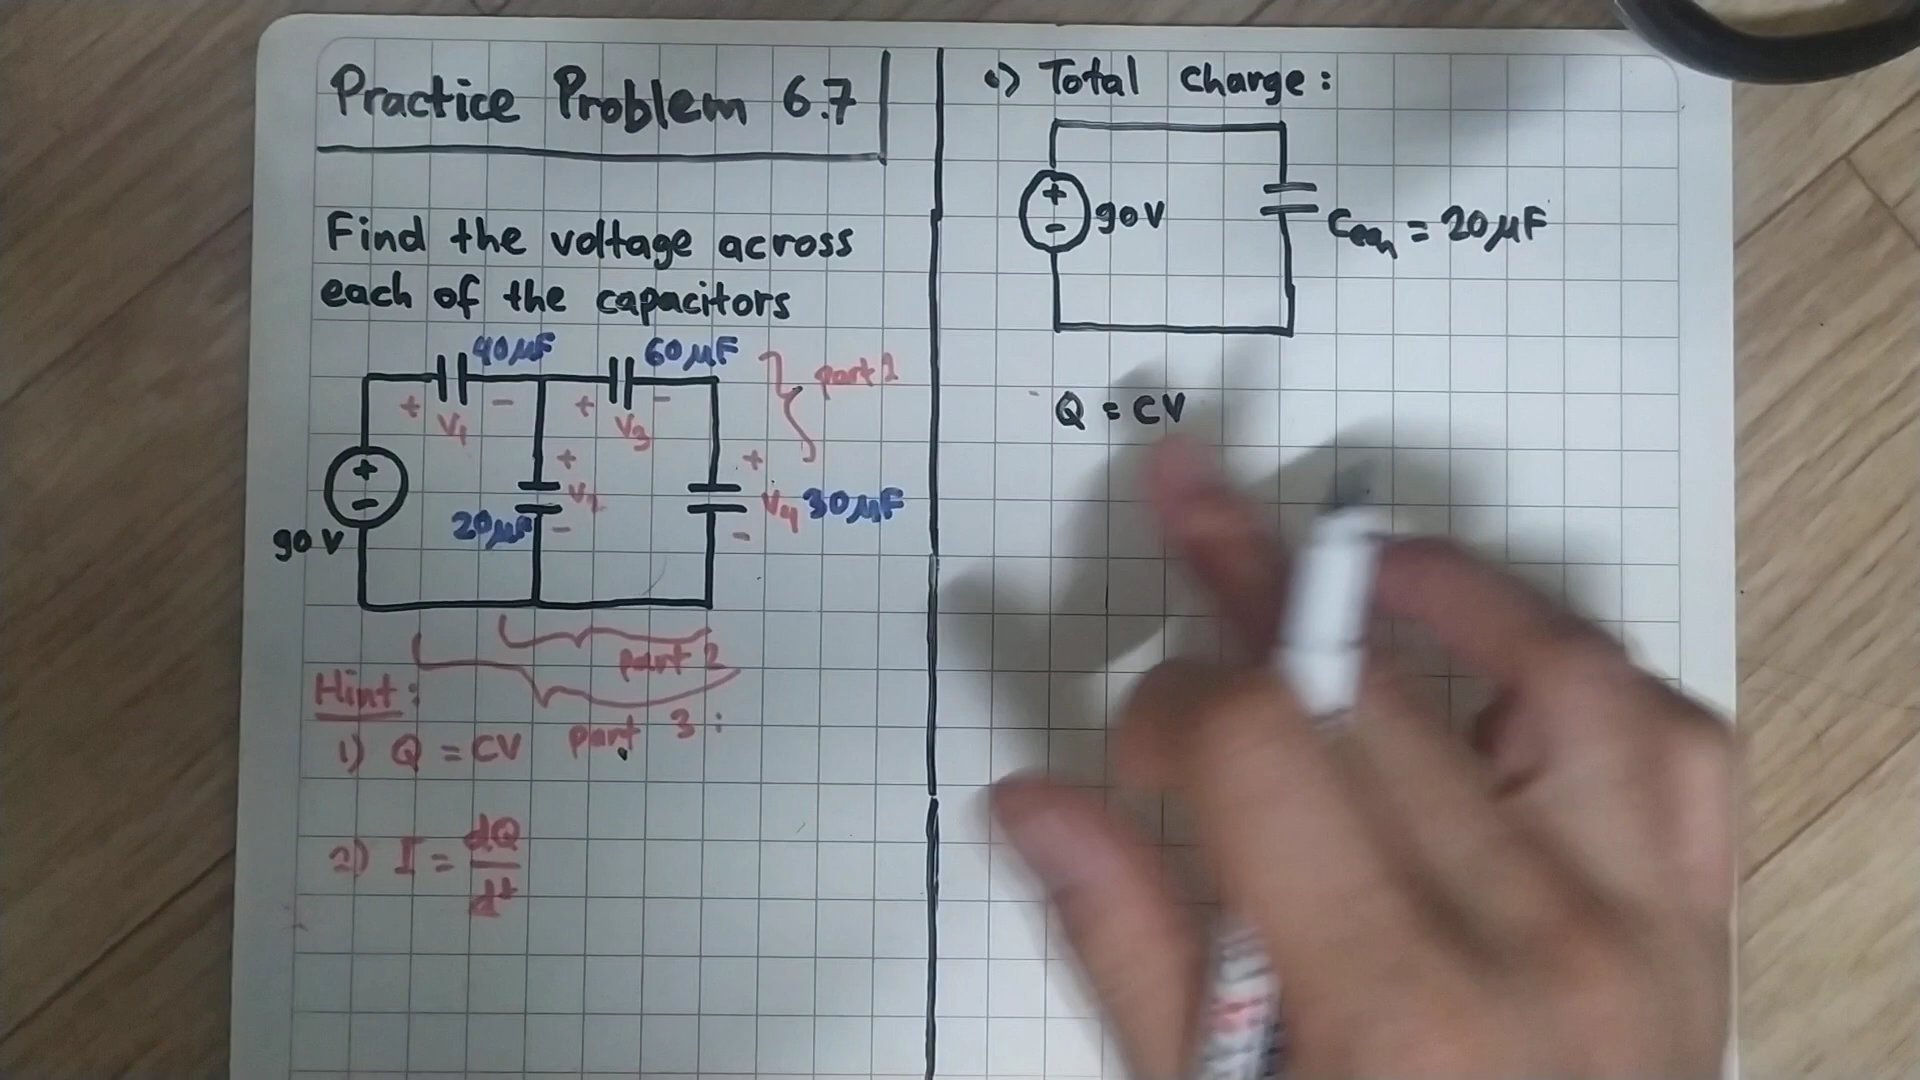 Practice Problem 6.7
Find the voltage across
each of the capacitors
40μF
60μF
part 1
+ V1 -
+ V3 -
+
V2
-
+
V4
-
30μF
20μF
+
-
90V
part 2
part 3:
Hint:
1) Q = CV
2) I = dQ
dt
Total Charge:
+
-
90V
Ceqn = 20μF
Q = CV